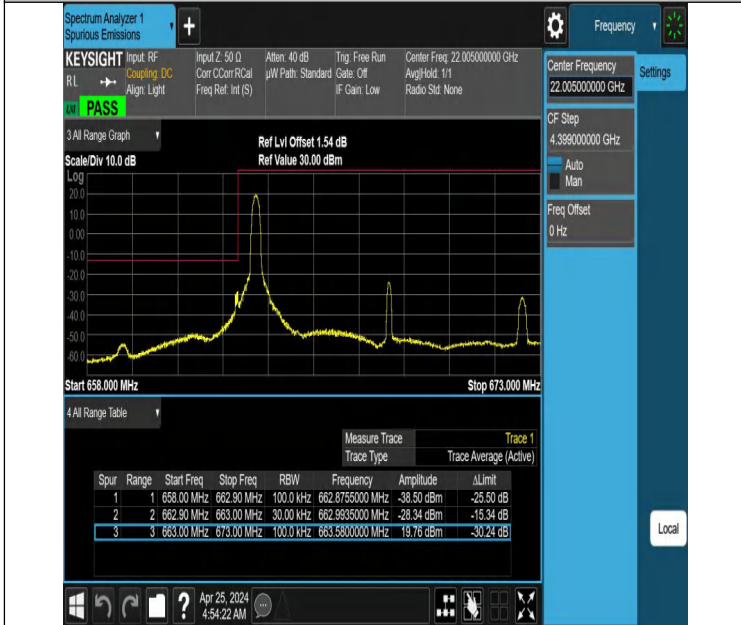 Spectrum Analyzer 1
Spurious Emissions
Frequency
KEYSIGHT
RL
Input: RF
Coupling: DC
Align: Light
Input Z: 50 Ω
Corr CCorr RCal
Freq Ref: Int (S)
Atten: 40 dB
µW Path: Standard
Trig: Free Run
Gate: Off
IF Gain: Low
Center Freq: 22.005000000 GHz
Avg|Hold: 1/1
Radio Std: None
LXI PASS
Center Frequency
22.005000000 GHz
Settings
CF Step
4.399000000 GHz
Auto
Man
Freq Offset
0 Hz
Local
3 All Range Graph
Scale/Div 10.0 dB
Ref Lvl Offset 1.54 dB
Ref Value 30.00 dBm
Log
20.0
10.0
0.00
-10.0
-20.0
-30.0
-40.0
-50.0
-60.0
Start 658.000 MHz Stop 673.000 MHz
4 All Range Table
Measure Trace Trace 1
Trace Type Trace Average (Active)
Spur Range Start Freq Stop Freq RBW Frequency Amplitude ΔLimit
1 1 658.00 MHz 662.90 MHz 100.0 kHz 662.8755000 MHz -38.50 dBm -25.50 dB
2 2 662.90 MHz 663.00 MHz 30.00 kHz 662.9935000 MHz -28.34 dBm -15.34 dB
3 3 663.00 MHz 673.00 MHz 100.0 kHz 663.5800000 MHz 19.76 dBm -30.24 dB
?
Apr 25, 2024
4:54:22 AM